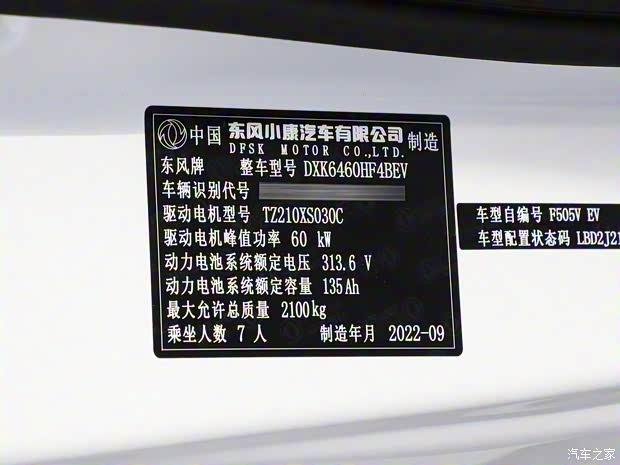 中国 东风小康汽车有限公司 制造
DFSK MOTOR CO.,LTD.
东风牌 整车型号 DXK6460HF4BEV
车辆识别代号
驱动电机型号 TZ210XS030C
驱动电机峰值功率 60 kW
动力电池系统额定电压 313.6 V
动力电池系统额定容量 135Ah
最大允许总质量 2100kg
乘坐人数 7 人 制造年月 2022-09
车型自编号 F505V EV
车型配置状态码 LBD2J21
汽车之家